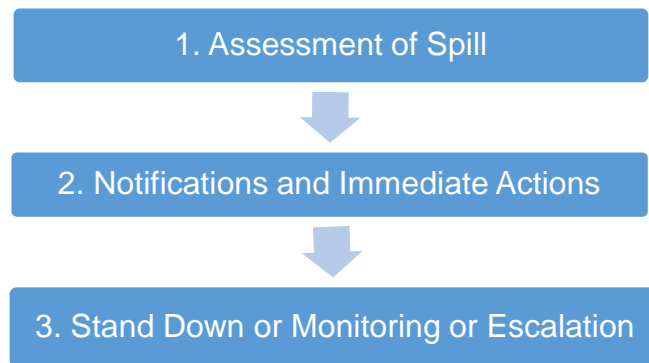 1. Assessment of Spill
2. Notifications and Immediate Actions
3. Stand Down or Monitoring or Escalation